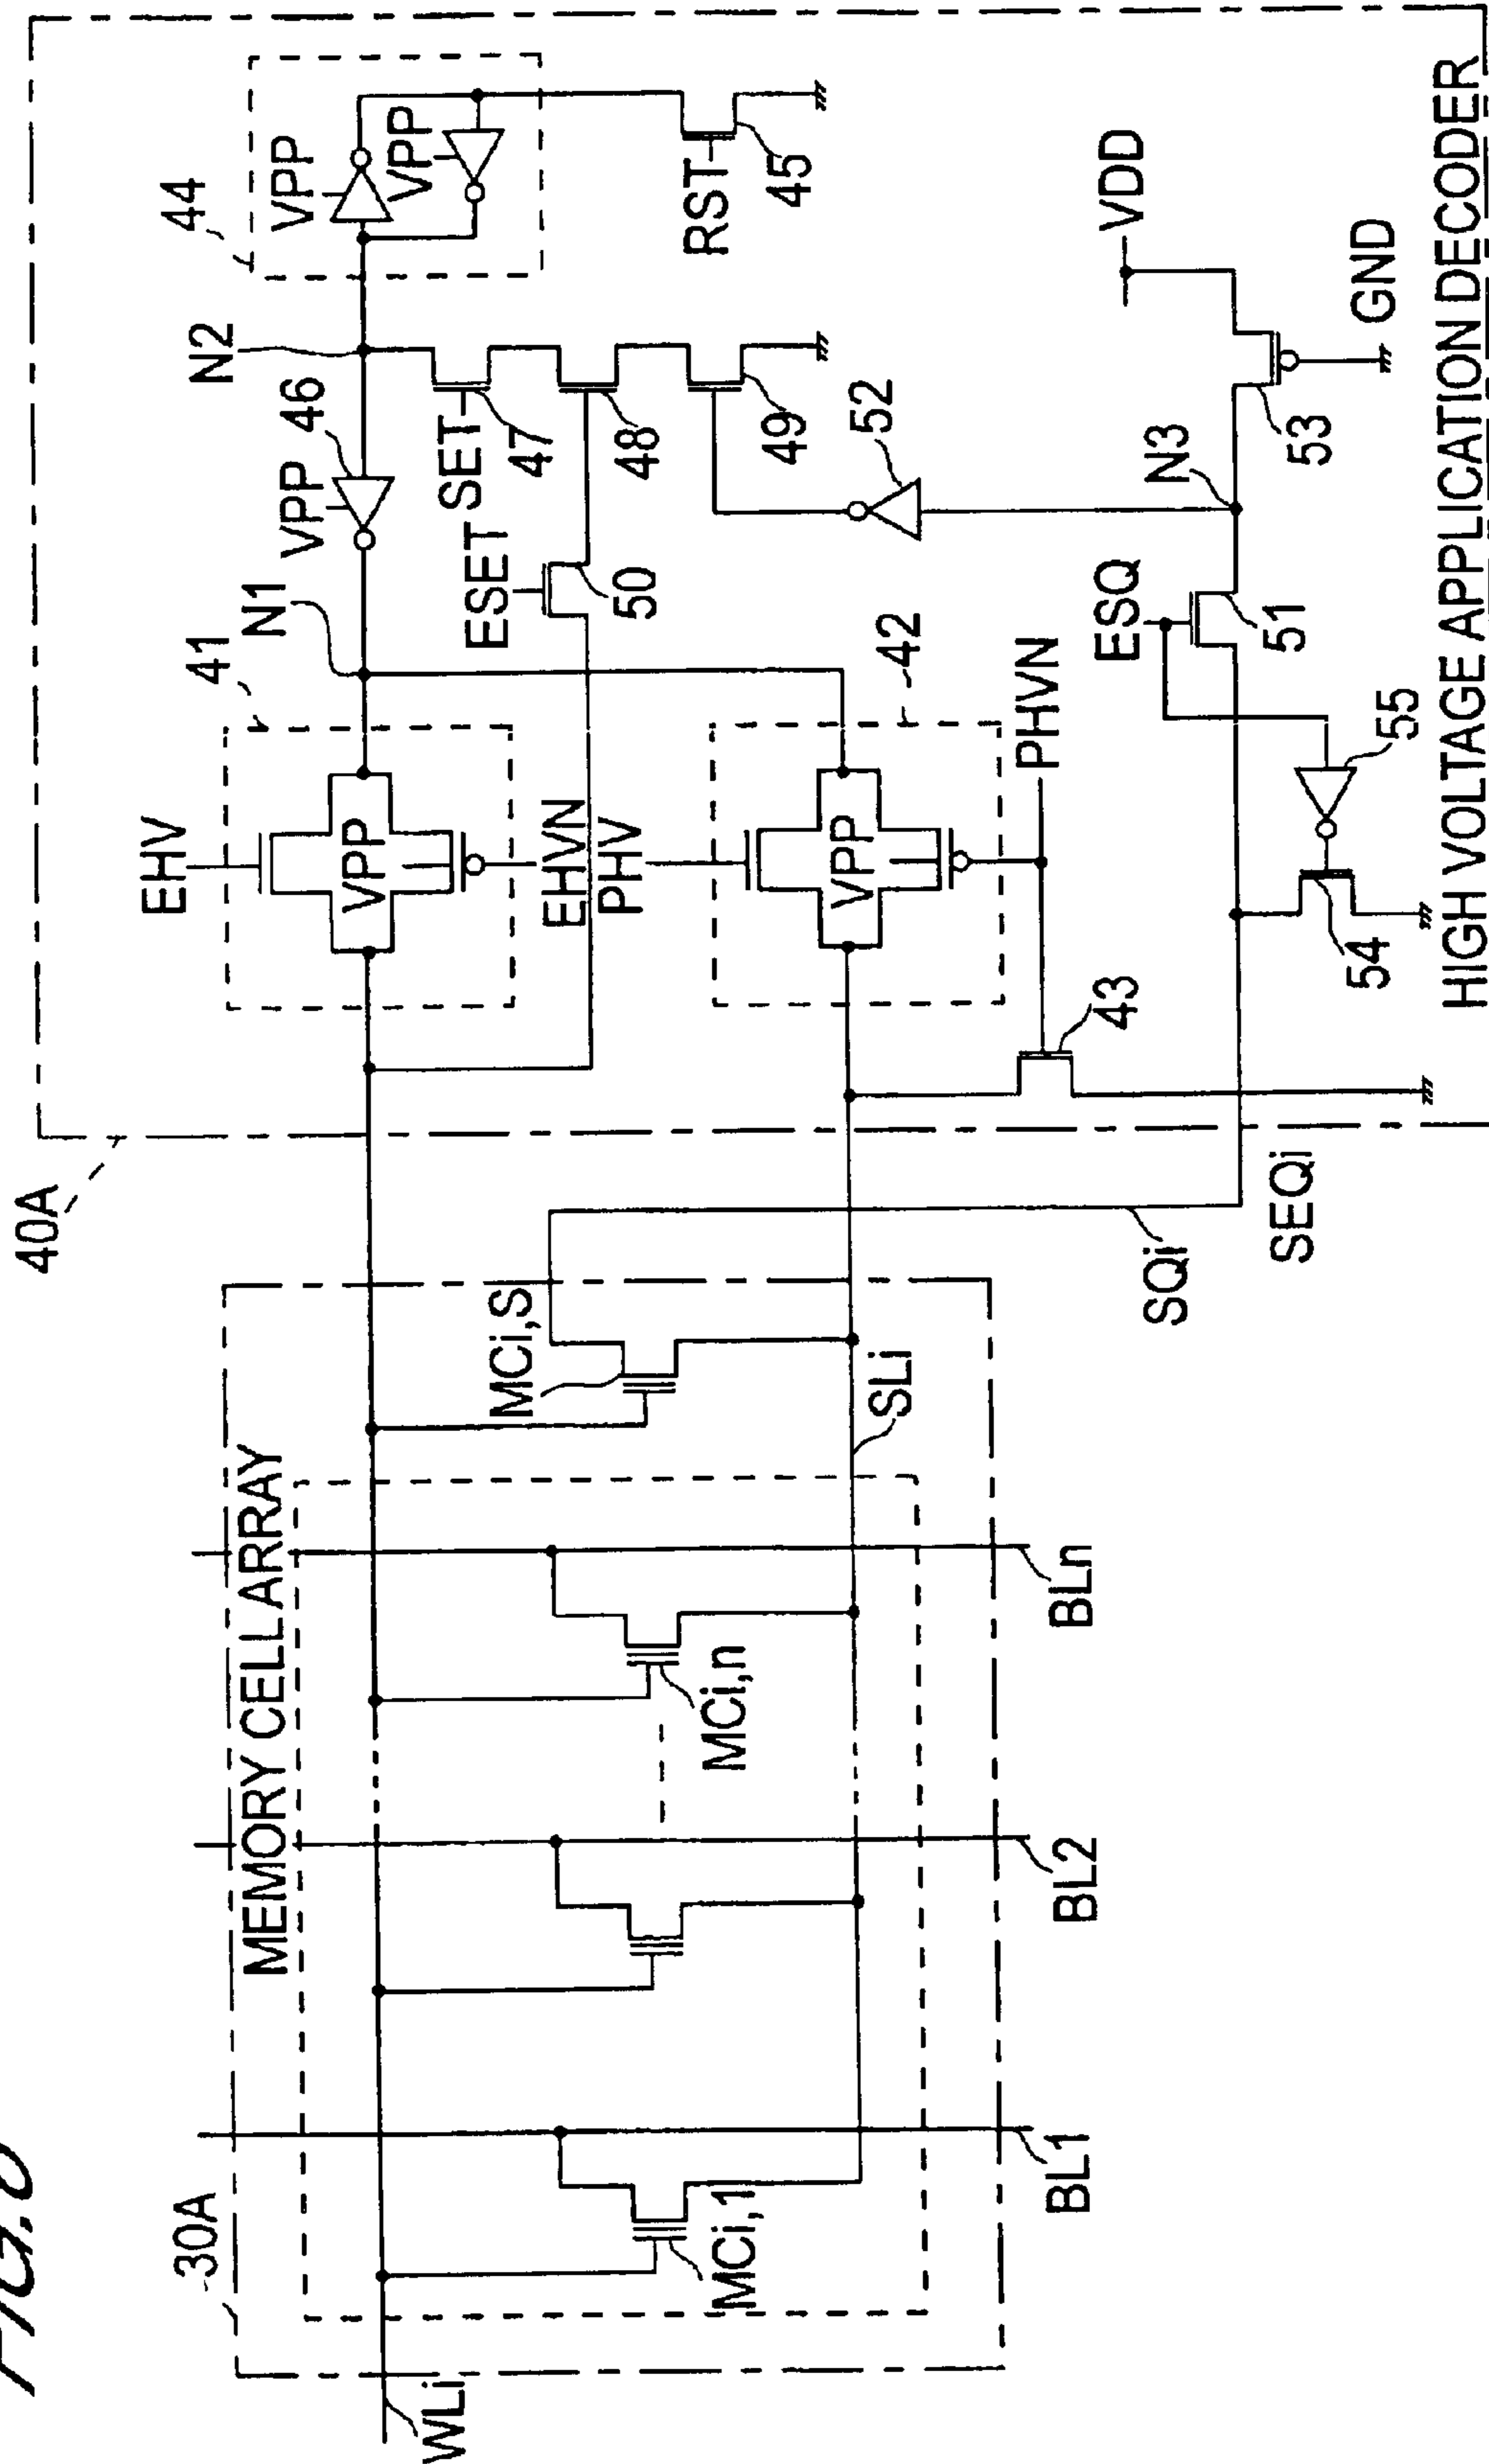 40A
44
VPP
VPP
N2
46
VPP
41
N1
EHV
VPP
EHVN
SET
47
ESET
48
50
49
RST
45
52
42
PHV
VPP
PHVN
43
VDD
N3
53
GND
ESQ
51
55
54
HIGH VOLTAGE APPLICATION DECODER
30A
MEMORY CELL ARRAY
MCi,S
SQi
SEQi
SLi
MCi,n
BLn
BL2
MCi,1
BL1
WLi